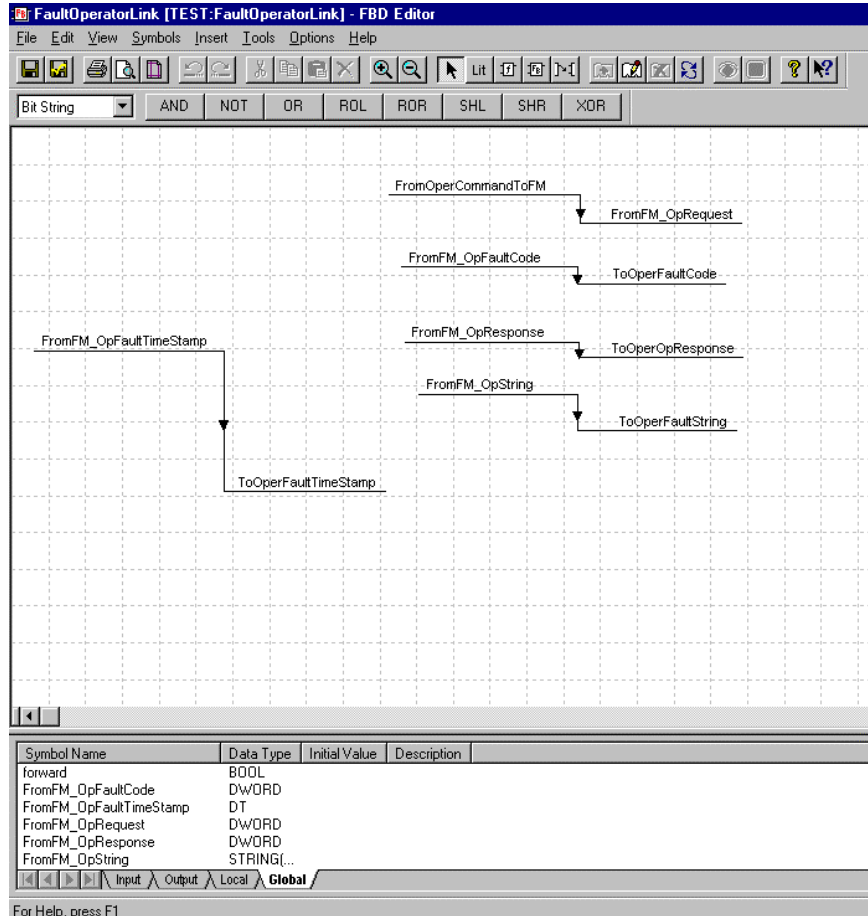 FaultOperatorLink [TEST:FaultOperatorLink] - FBD Editor
File Edit View Symbols Insert Tools Options Help
Lit
Bit String AND NOT OR ROL ROR SHL SHR XOR
FromOperCommandToFM
FromFM_OpRequest
FromFM_OpFaultCode
ToOperFaultCode
FromFM_OpResponse
FromFM_OpFaultTimeStamp
ToOperOpResponse
FromFM_OpString
ToOperFaultString
ToOperFaultTimeStamp
Symbol Name Data Type Initial Value Description
forward BOOL
FromFM_OpFaultCode DWORD
FromFM_OpFaultTimeStamp DT
FromFM_OpRequest DWORD
FromFM_OpResponse DWORD
FromFM_OpString STRING(...
Input Output Local Global
For Help, press F1